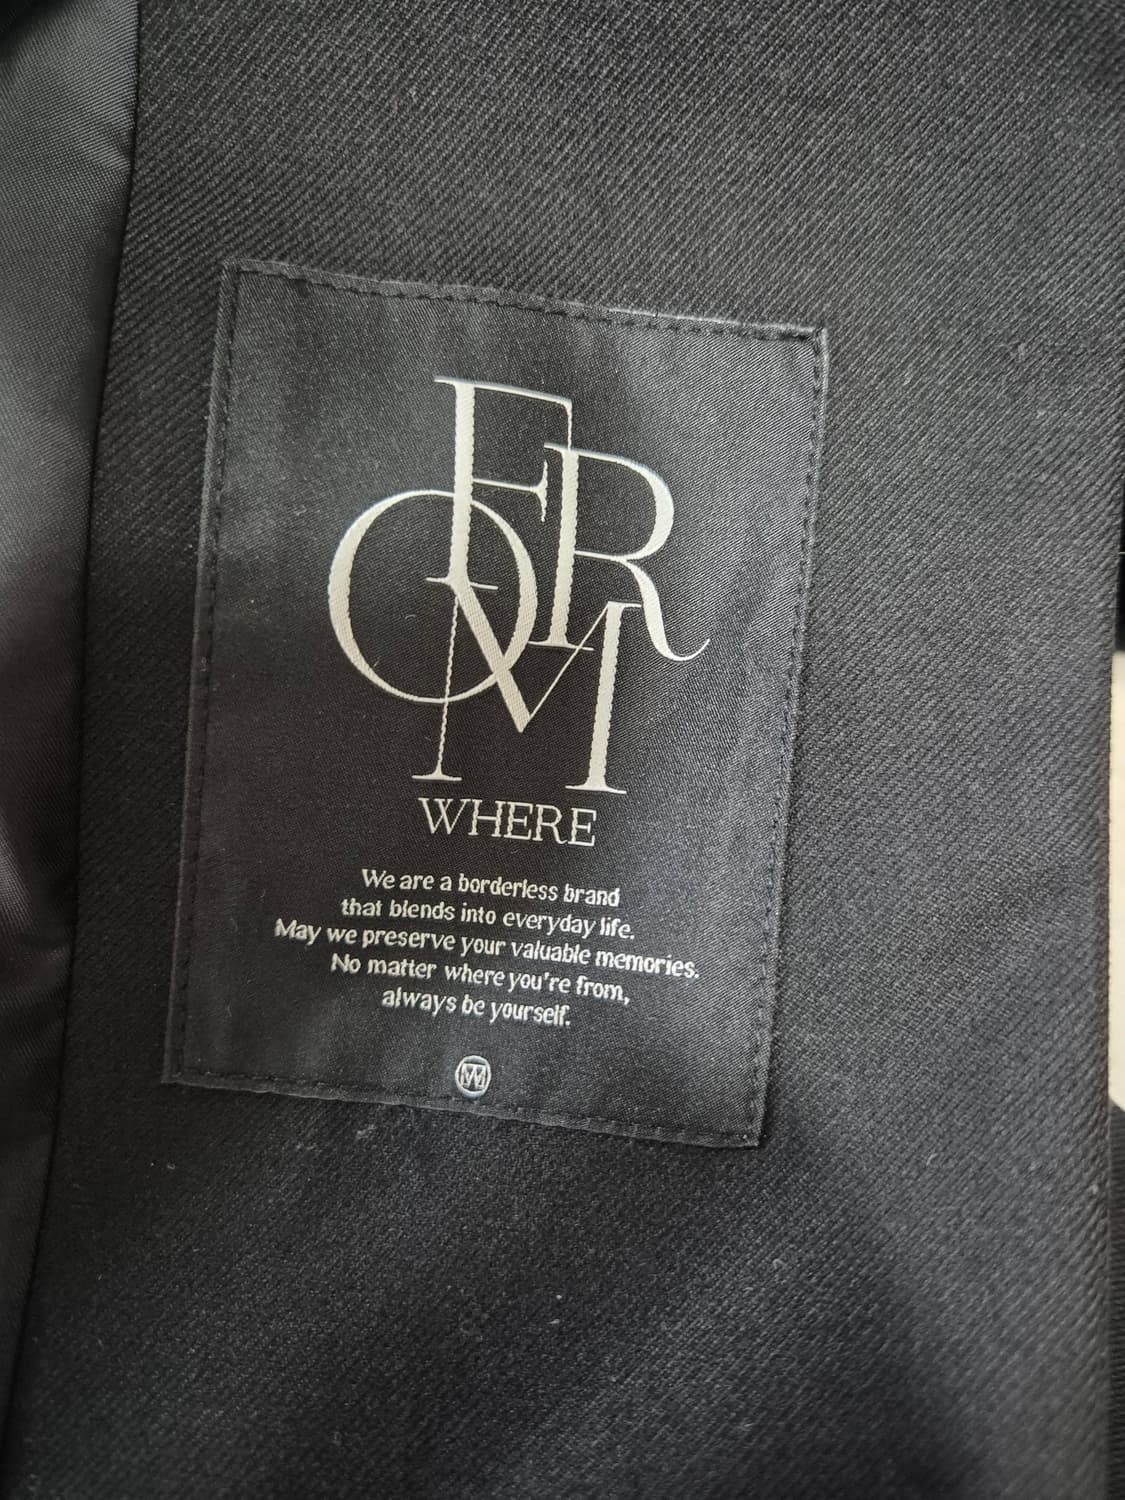 FROM
WHERE
We are a borderless brand
that blends into everyday life.
May we preserve your valuable memories.
No matter where you're from,
always be yourself.